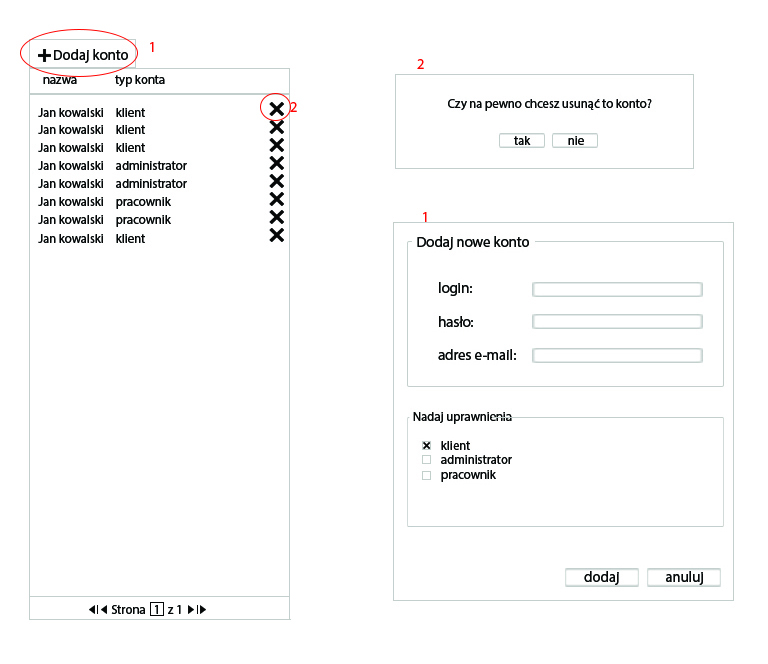 Dodaj konto 1
nazwa typ konta
Jan kowalski klient 2
Jan kowalski klient
Jan kowalski klient
Jan kowalski administrator
Jan kowalski administrator
Jan kowalski pracownik
Jan kowalski pracownik
Jan kowalski klient
Strona 1 z 1
2
Czy na pewno chcesz usunąć to konto?
tak nie
1
Dodaj nowe konto
login:
hasło:
adres e-mail:
Nadaj uprawnienia
klient
administrator
pracownik
dodaj anuluj